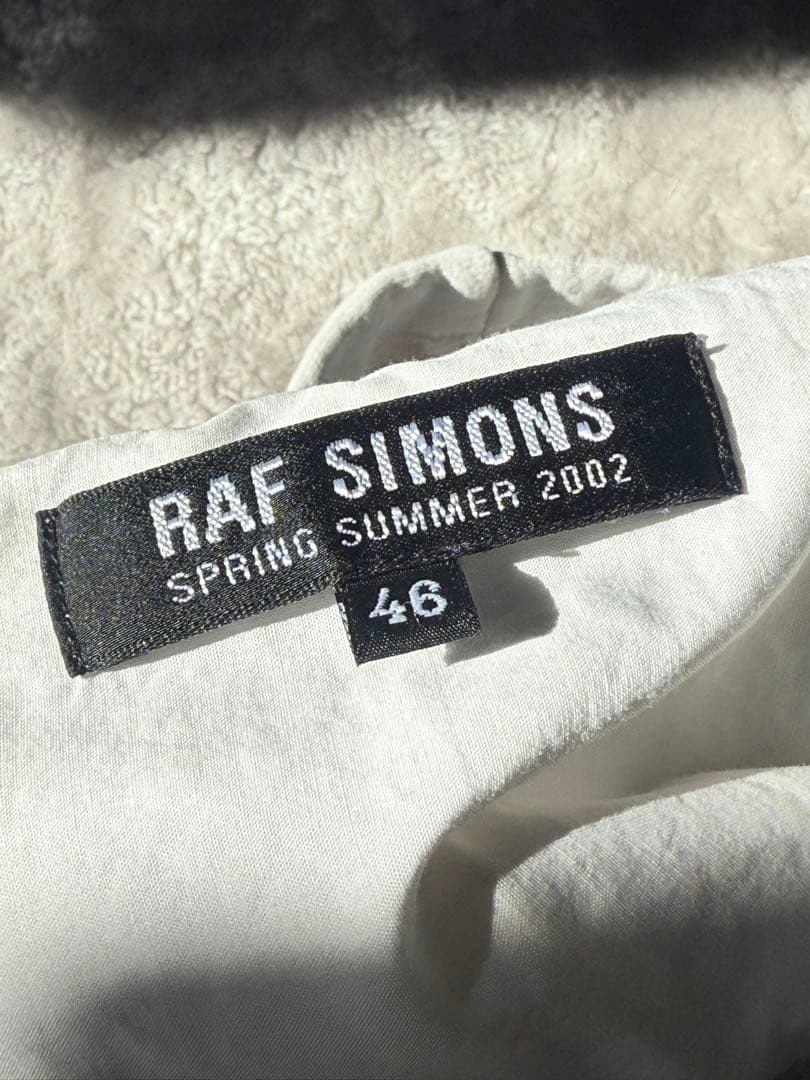 RAF SIMONS
SPRING SUMMER 2002
46